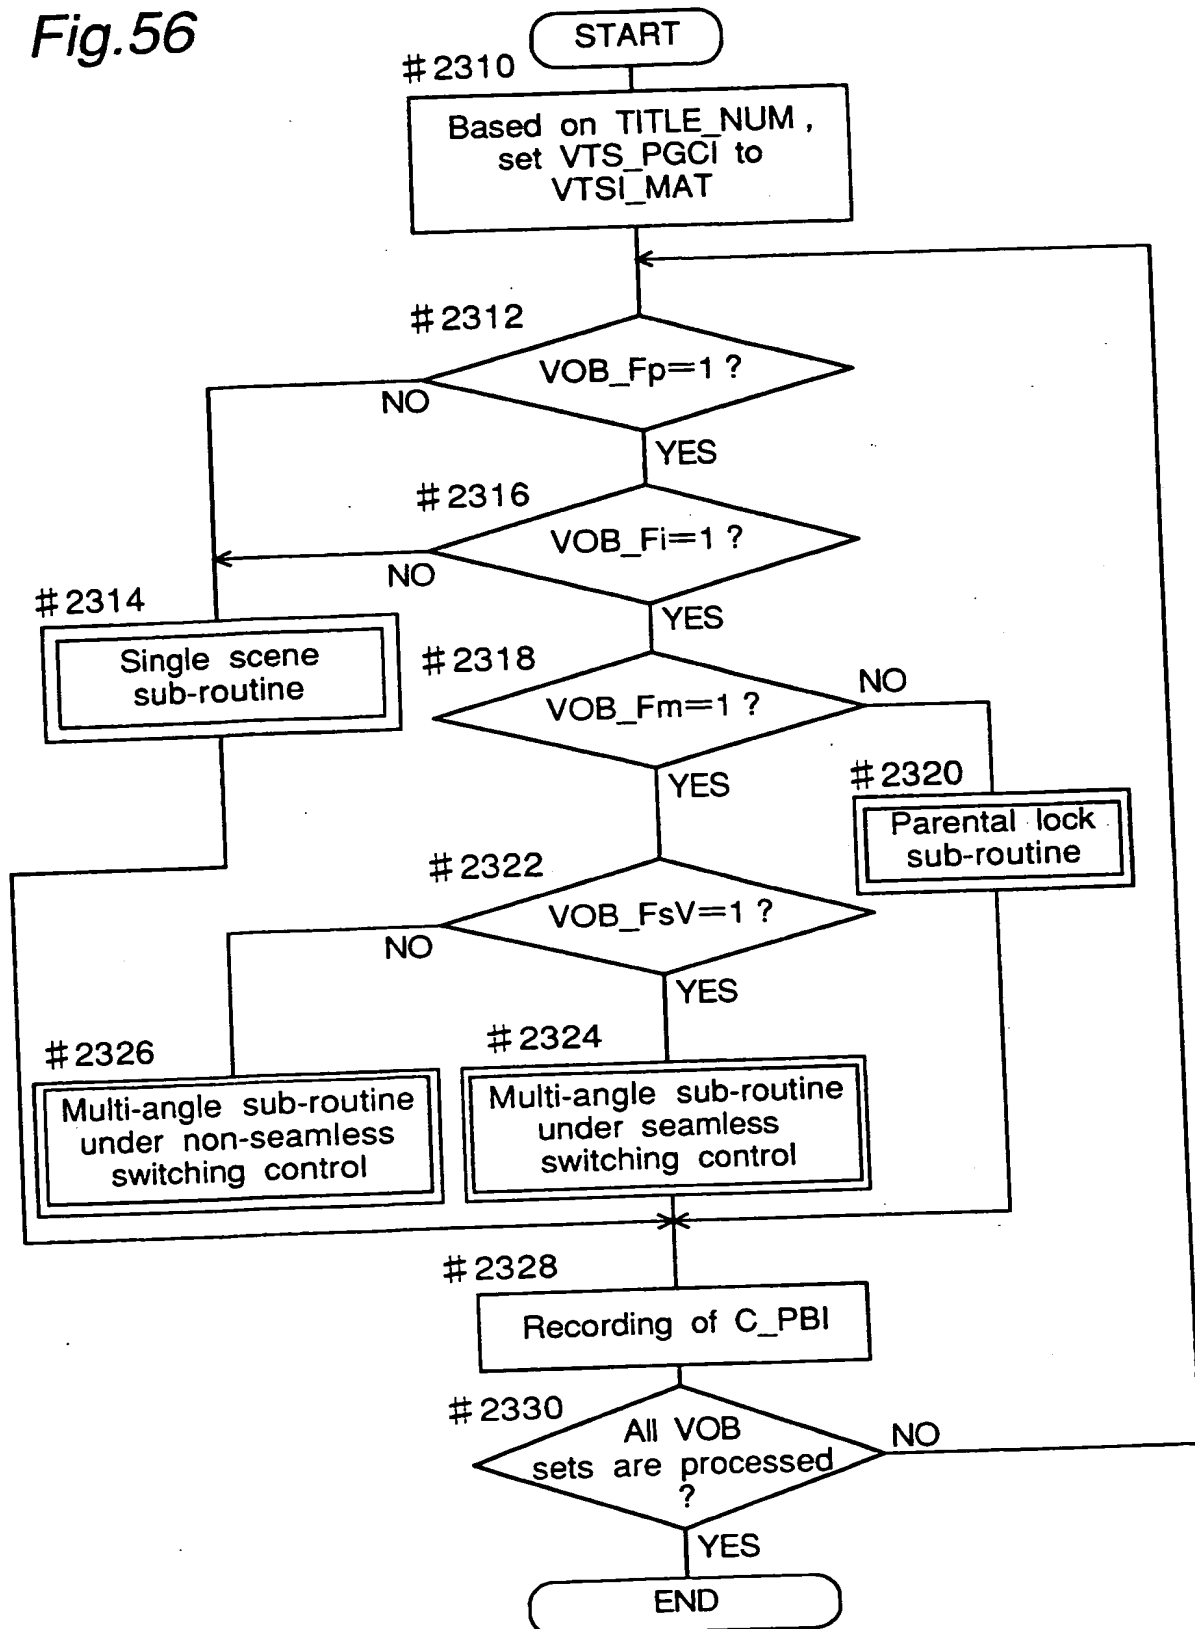 Fig.56
START
#2310
Based on TITLE_NUM,
set VTS_PGCI to
VTSI_MAT
#2312
VOB_Fp=1 ?
NO
YES
#2316
VOB_Fi=1 ?
NO
YES
#2314
Single scene
sub-routine
#2318
VOB_Fm=1 ?
NO
YES
#2320
Parental lock
sub-routine
#2322
VOB_FsV=1 ?
NO
YES
#2326
Multi-angle sub-routine
under non-seamless
switching control
#2324
Multi-angle sub-routine
under seamless
switching control
#2328
Recording of C_PBI
#2330
All VOB
sets are processed
?
NO
YES
END